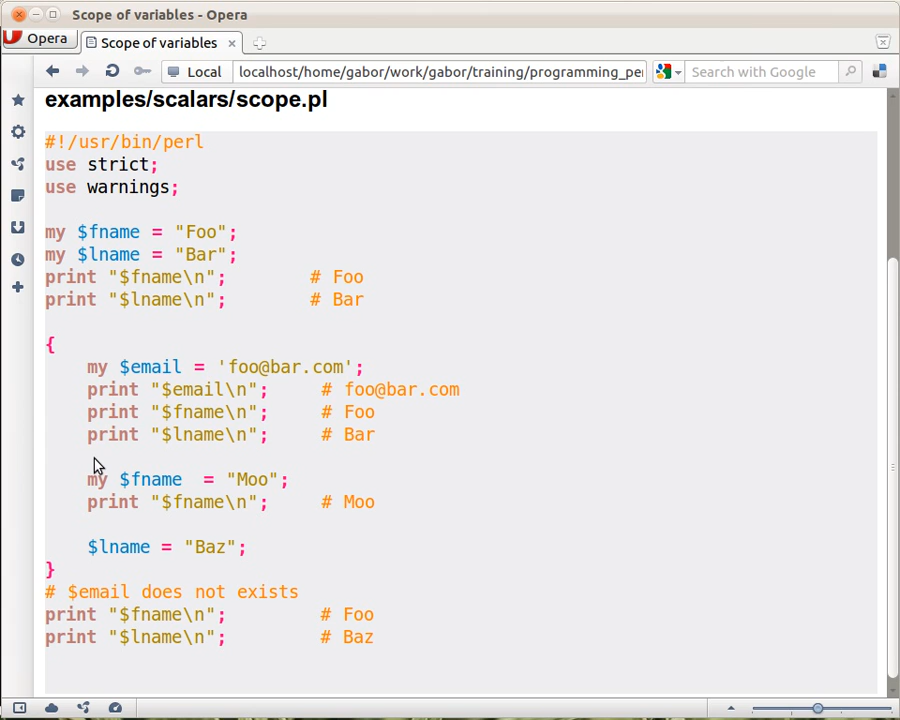 Scope of variables - Opera
Opera
Scope of variables
Local
localhost/home/gabor/work/gabor/training/programming_pe
Search with Google
examples/scalars/scope.pl
#!/usr/bin/perl
use strict;
use warnings;
my $fname = "Foo";
my $lname = "Bar";
print "$fname\n";        # Foo
print "$lname\n";        # Bar
{
    my $email = 'foo@bar.com';
    print "$email\n";     # foo@bar.com
    print "$fname\n";     # Foo
    print "$lname\n";     # Bar
    my $fname  = "Moo";
    print "$fname\n";     # Moo
    $lname = "Baz";
}
# $email does not exists
print "$fname\n";         # Foo
print "$lname\n";         # Baz